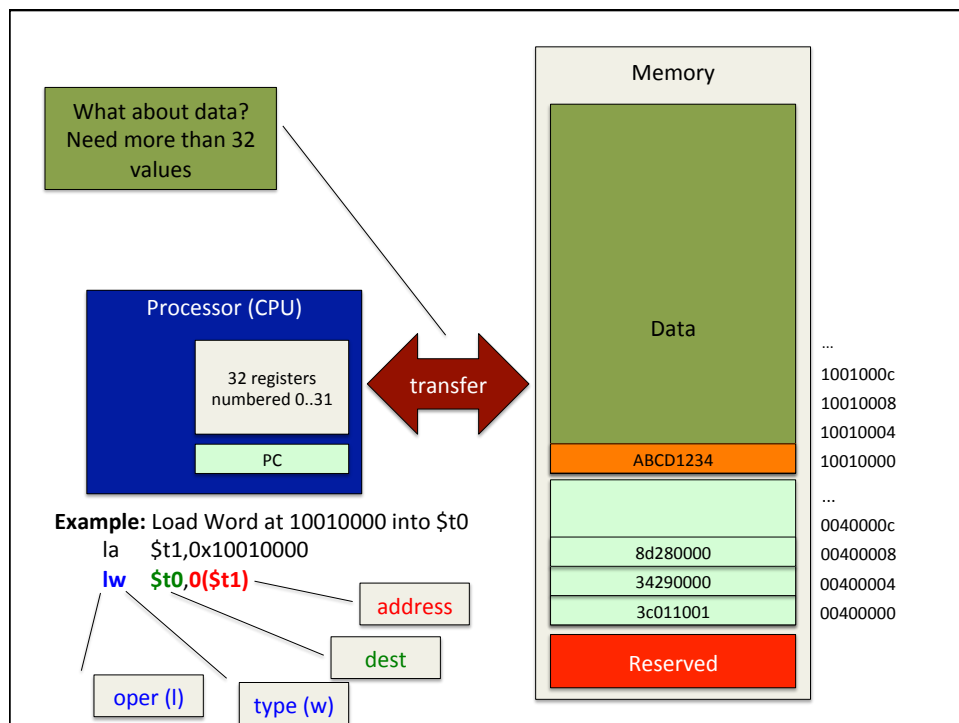 What about data?
Need more than 32
values
Processor (CPU)
32 registers
numbered 0..31
PC
transfer
Memory
Data
ABCD1234
8d280000
34290000
3c011001
Reserved
...
1001000c
10010008
10010004
10010000
...
0040000c
00400008
00400004
00400000
Example: Load Word at 10010000 into $t0
la $t1,0x10010000
lw $t0,0($t1)
address
dest
oper (l)
type (w)